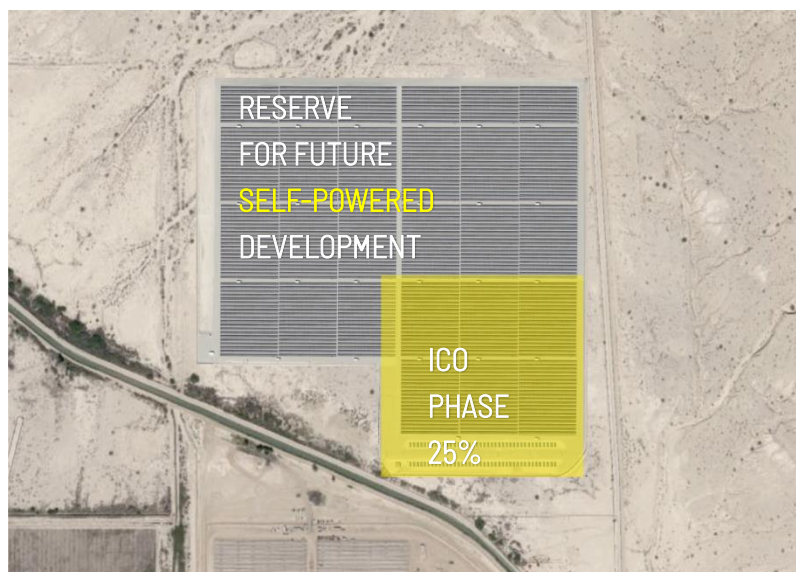 RESERVE
FOR FUTURE
SELF-POWERED
DEVELOPMENT
ICO
PHASE
25%